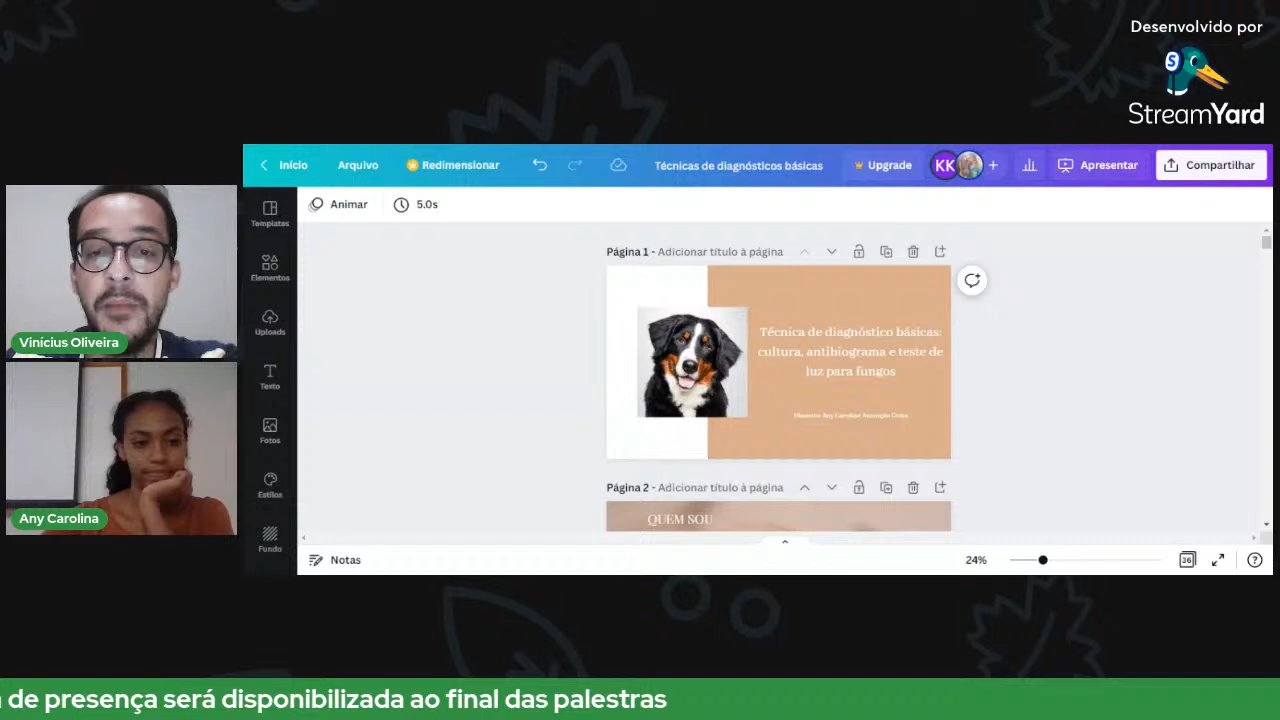 Desenvolvido por
StreamYard
Início
Arquivo
Redimensionar
Técnicas de diagnósticos básicas
Upgrade
KK
+
Apresentar
Compartilhar
Templates
Elementos
Uploads
Texto
Fotos
Estilos
Fundo
Animar
5.0s
Página 1 - Adicionar título à página
Técnica de diagnóstico básicas:
cultura, antibiograma e teste de
luz para fungos
Any Caroline
Página 2 - Adicionar título à página
QUEM SOU
Notas
24%
36
Vinícius Oliveira
Any Carolina
de presença será disponibilizada ao final das palestras